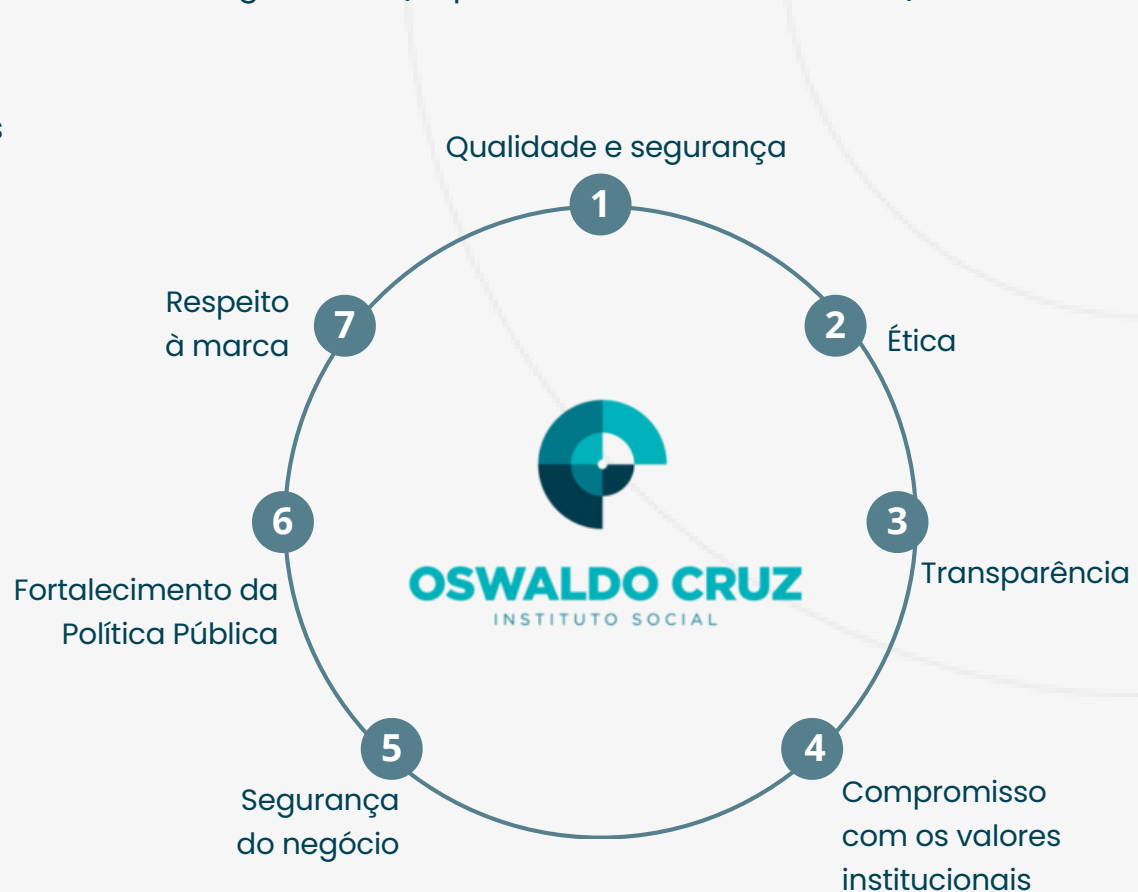 Qualidade e segurança
1
2
Ética
3
Transparência
4
Compromisso
com os valores
institucionais
5
Segurança
do negócio
6
Fortalecimento da
Política Pública
7
Respeito
à marca
OSWALDO CRUZ
INSTITUTO SOCIAL